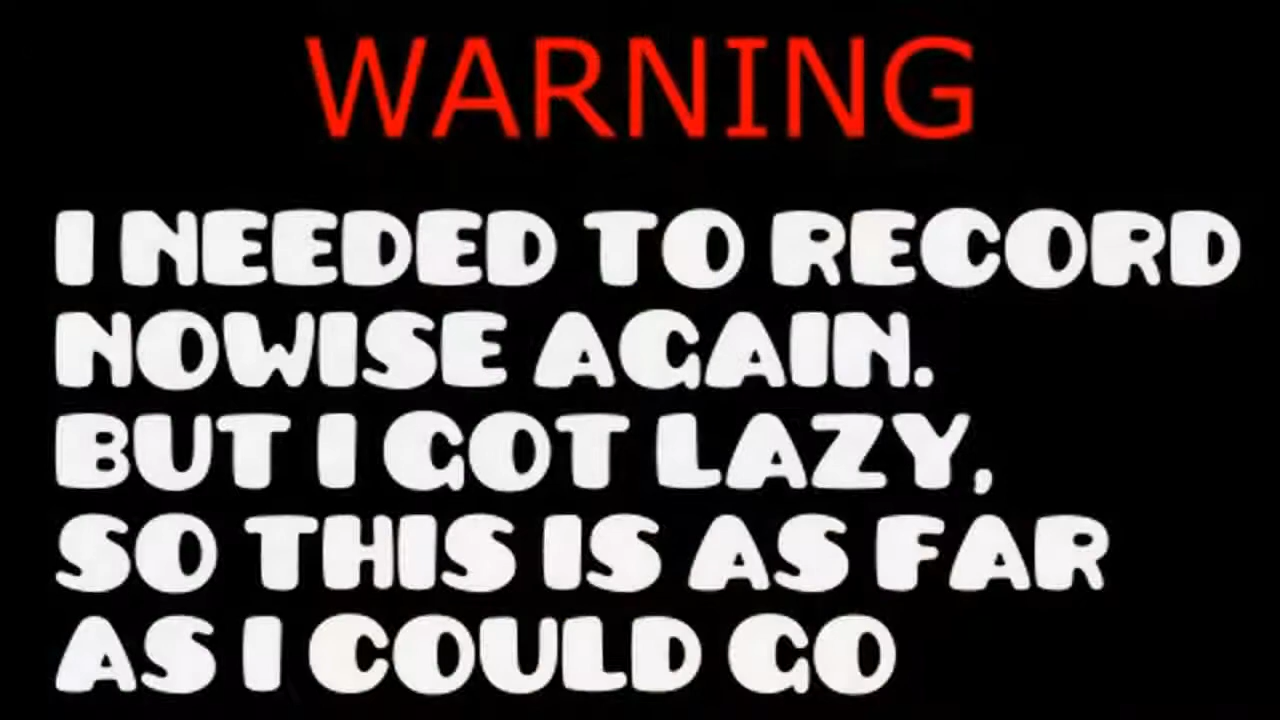 WARNING
I NEEDED TO RECORD
NOWISE AGAIN.
BUT I GOT LAZY,
SO THIS IS AS FAR
AS I COULD GO